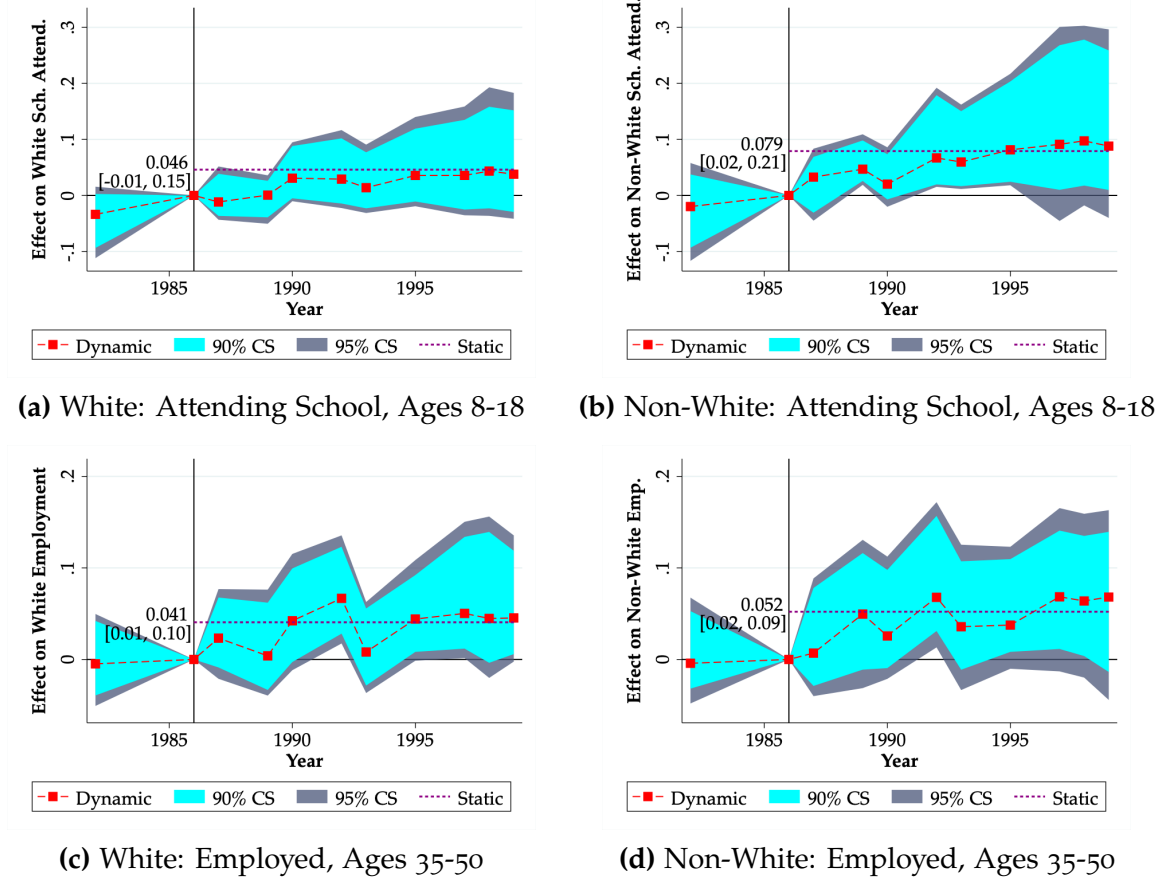 .3
.2
.1
0
-.1
Effect on White Sch. Attend.
0.046
[-0.01, 0.15]
1985
1990
1995
Year
Dynamic 90% CS 95% CS Static
(a) White: Attending School, Ages 8-18
.3
.2
.1
0
-.1
Effect on Non-White Sch. Attend.
0.079
[0.02, 0.21]
1985
1990
1995
Year
Dynamic 90% CS 95% CS Static
(b) Non-White: Attending School, Ages 8-18
.2
.1
0
Effect on White Employment
0.041
[0.01, 0.10]
1985
1990
1995
Year
Dynamic 90% CS 95% CS Static
(c) White: Employed, Ages 35-50
.2
.1
0
Effect on Non-White Emp.
0.052
[0.02, 0.09]
1985
1990
1995
Year
Dynamic 90% CS 95% CS Static
(d) Non-White: Employed, Ages 35-50